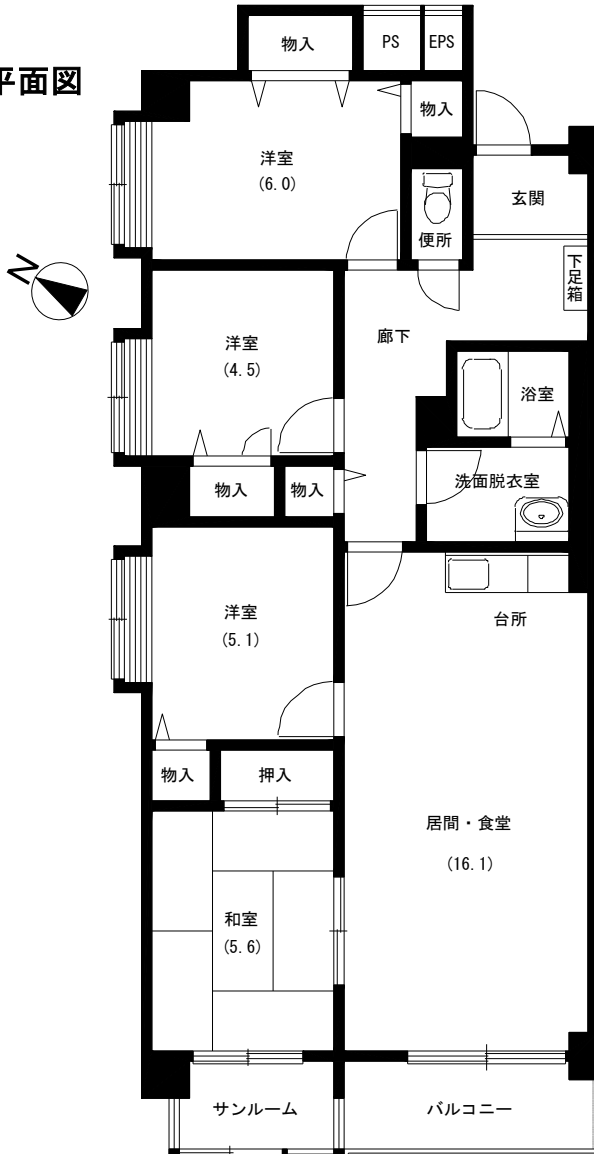 平面図
物入
PS
EPS
物入
洋室
(6.0)
玄関
便所
下足箱
N
洋室
(4.5)
廊下
浴室
物入
物入
洗面脱衣室
洋室
(5.1)
台所
物入
押入
居間・食堂
(16.1)
和室
(5.6)
サンルーム
バルコニー